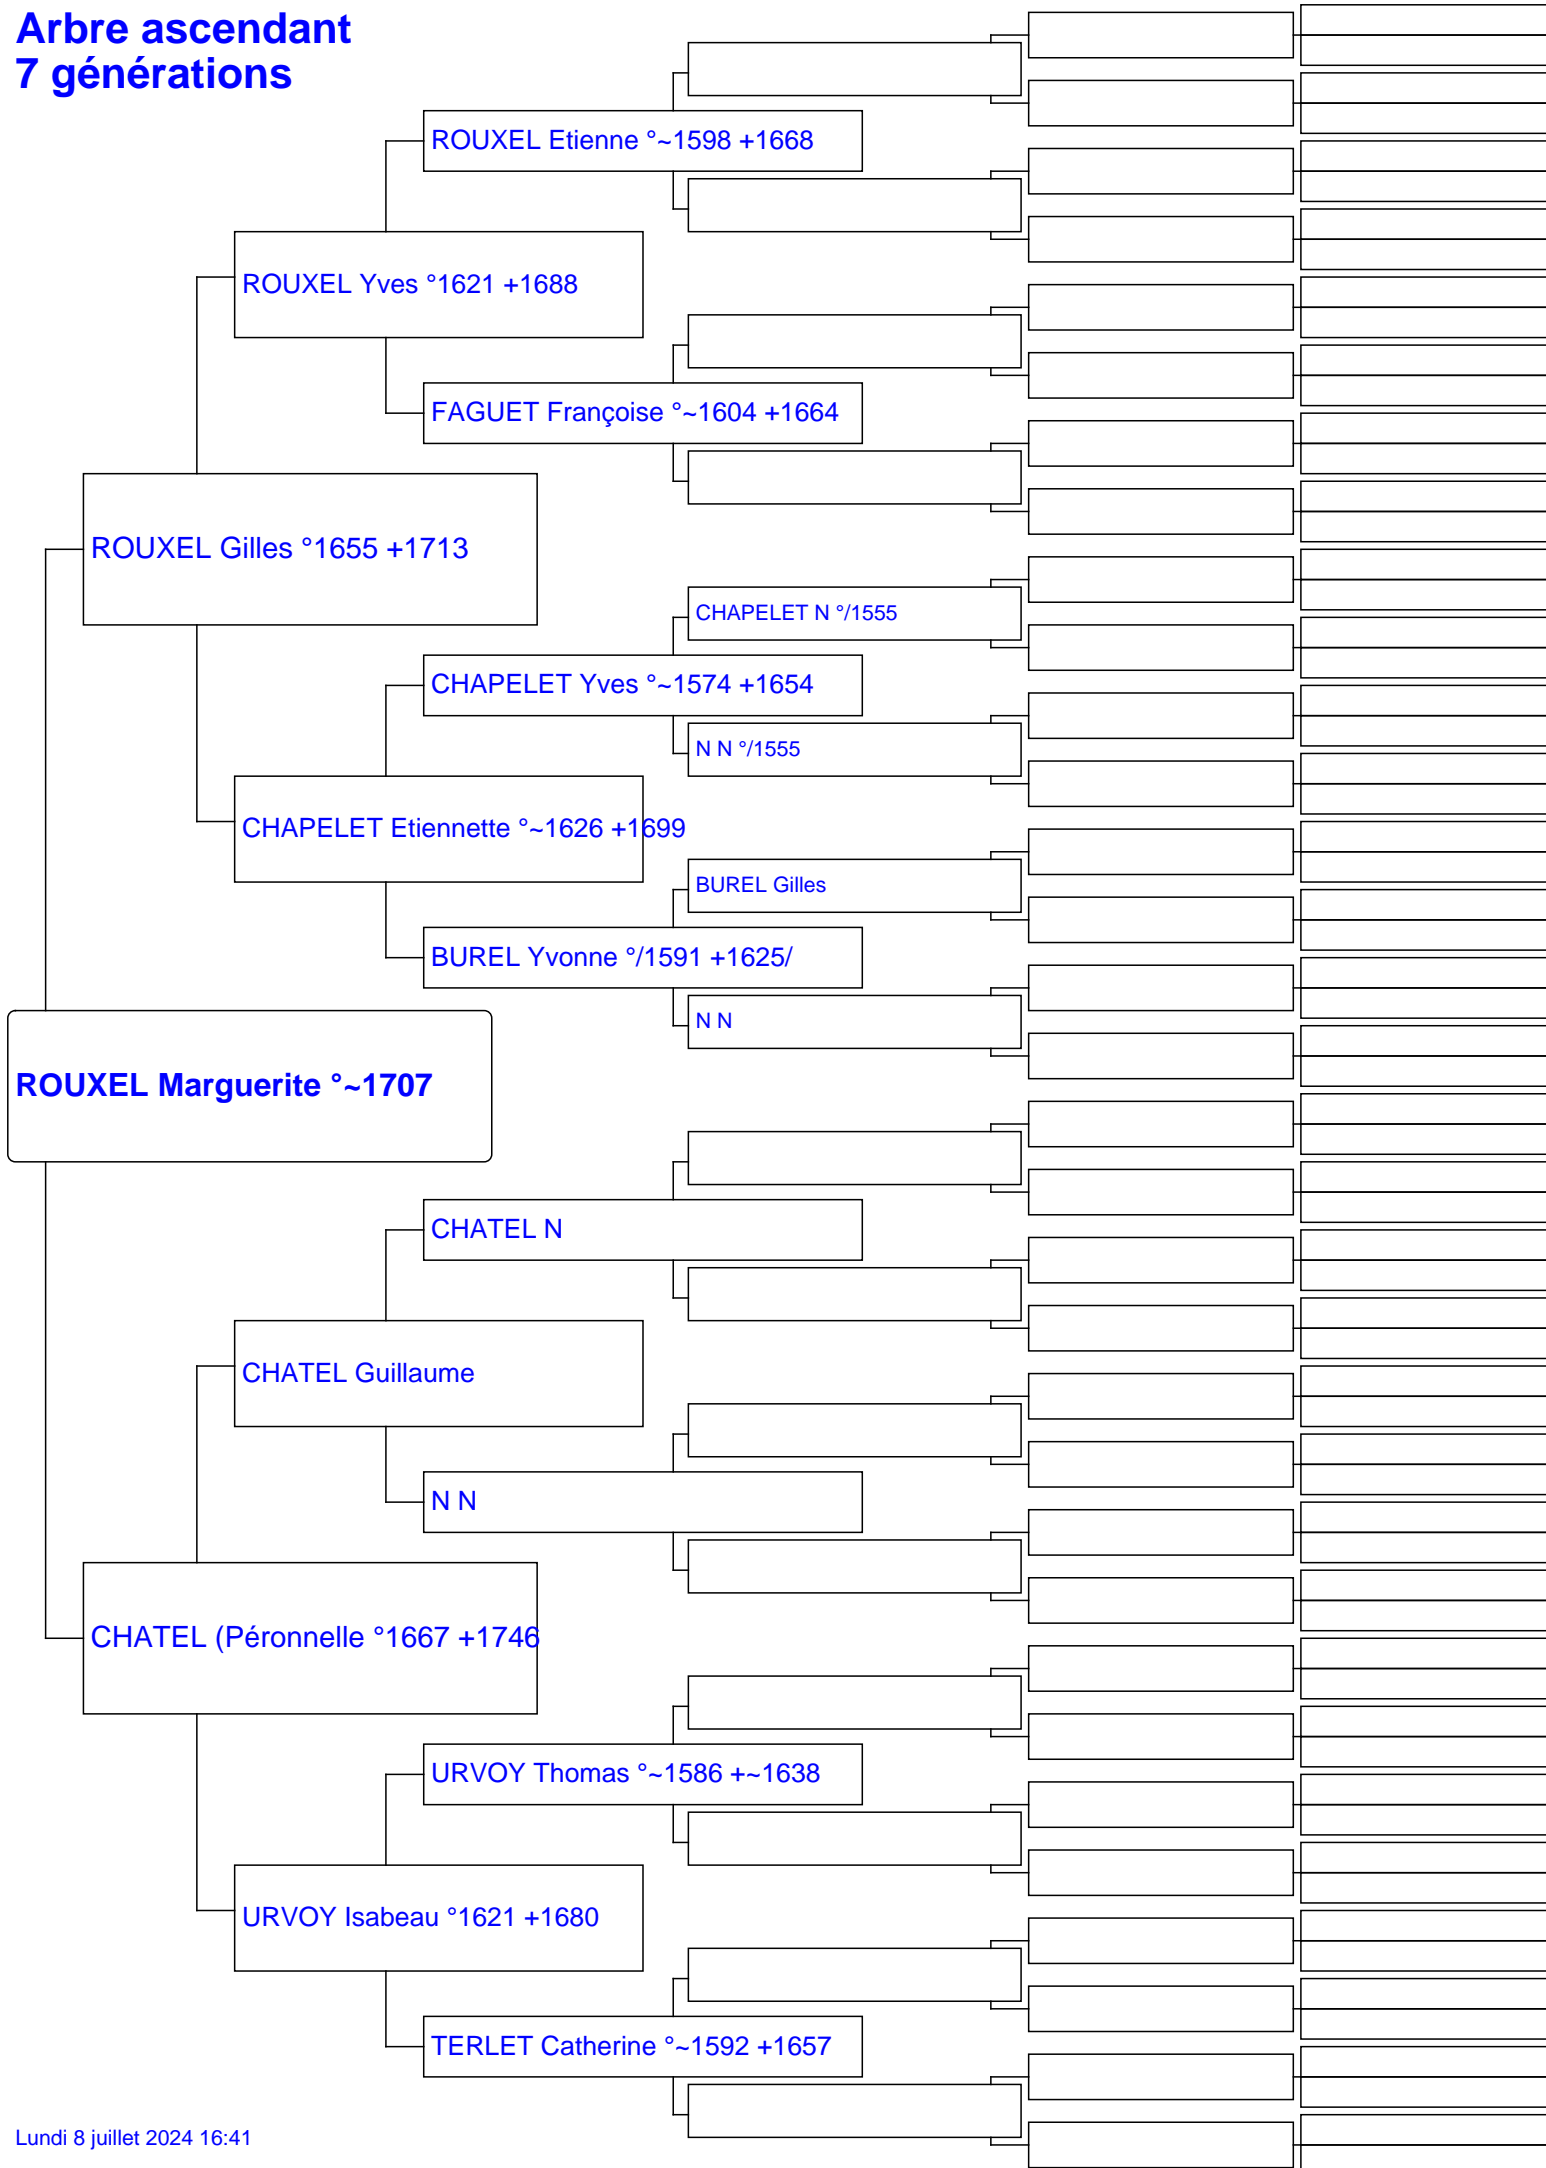 Arbre ascendant
7 générations
ROUXEL Etienne °~1598 +1668
ROUXEL Yves °1621 +1688
FAGUET Françoise °~1604 +1664
ROUXEL Gilles °1655 +1713
CHAPELET N °/1555
CHAPELET Yves °~1574 +1654
N N °/1555
CHAPELET Etiennette °~1626 +1699
BUREL Gilles
BUREL Yvonne °/1591 +1625/
N N
ROUXEL Marguerite °~1707
CHATEL N
CHATEL Guillaume
N N
CHATEL (Péronnelle °1667 +1746
URVOY Thomas °~1586 +~1638
URVOY Isabeau °1621 +1680
TERLET Catherine °~1592 +1657
Lundi 8 juillet 2024 16:41